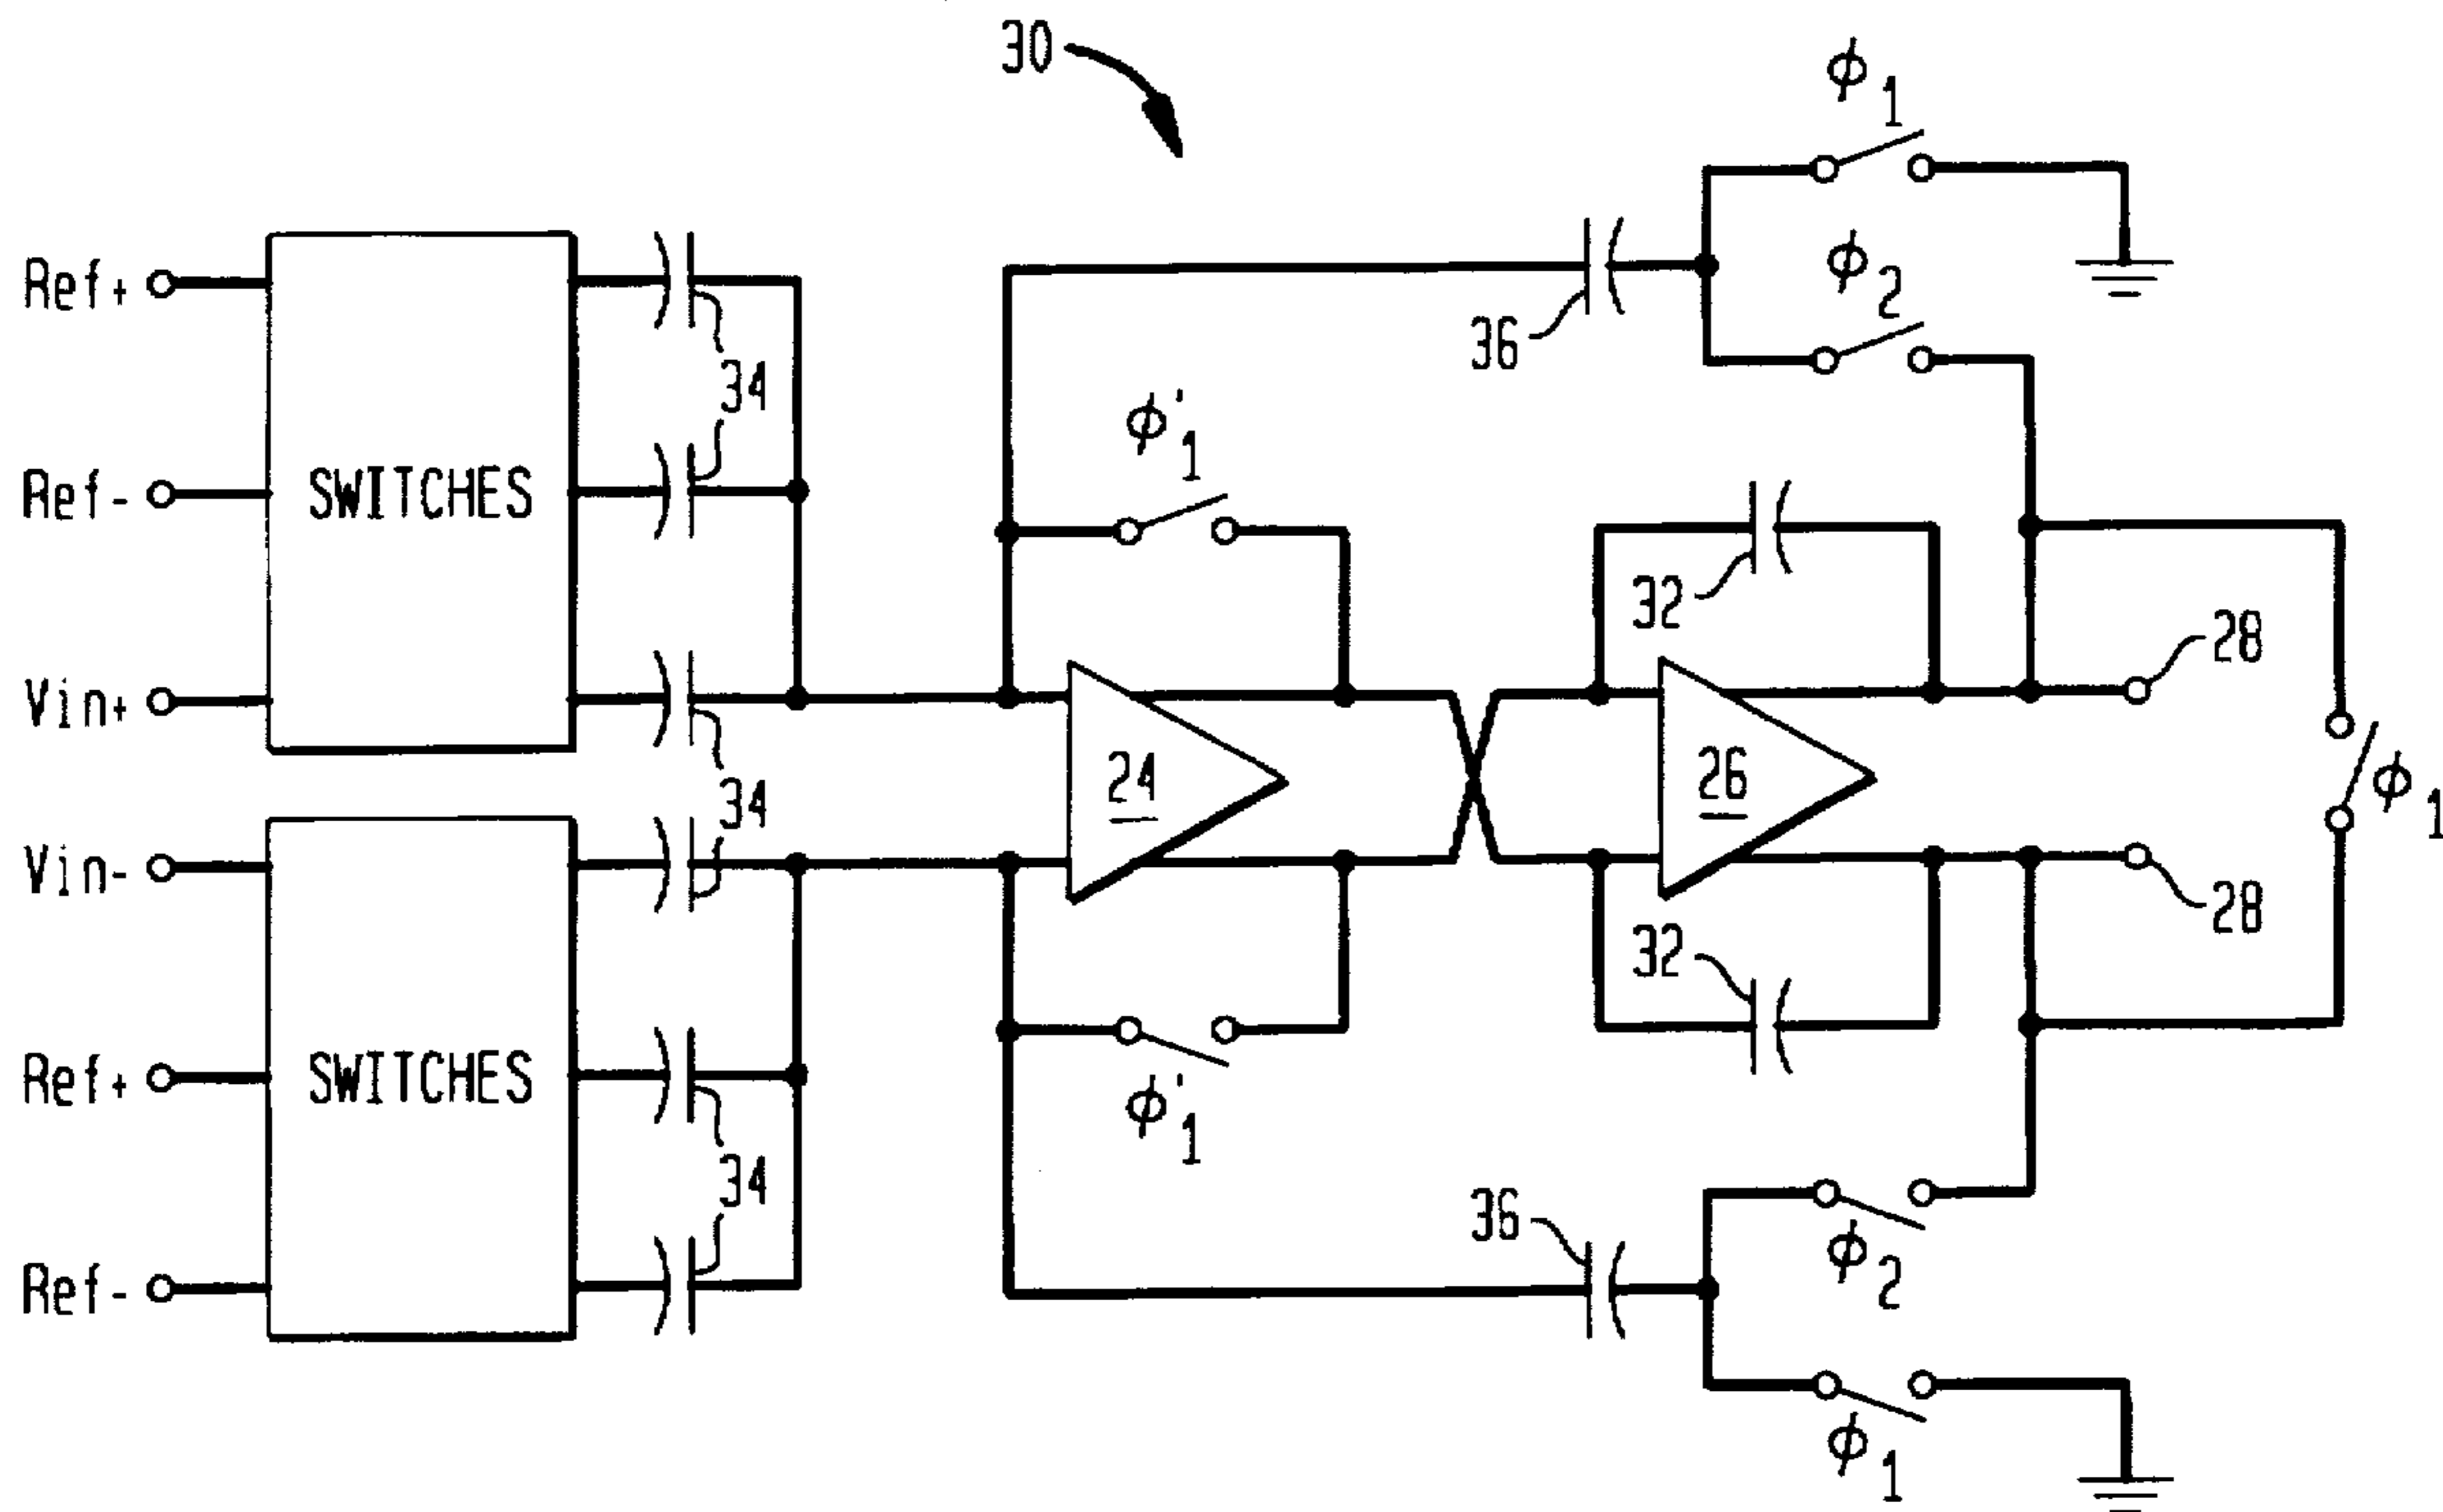 30
ϕ1
ϕ2
Ref+
Ref-
Vin+
SWITCHES
34
34
36
ϕ'1
32
24
26
28
28
ϕ1
Vin-
Ref+
Ref-
SWITCHES
34
32
ϕ'1
36
ϕ2
ϕ1